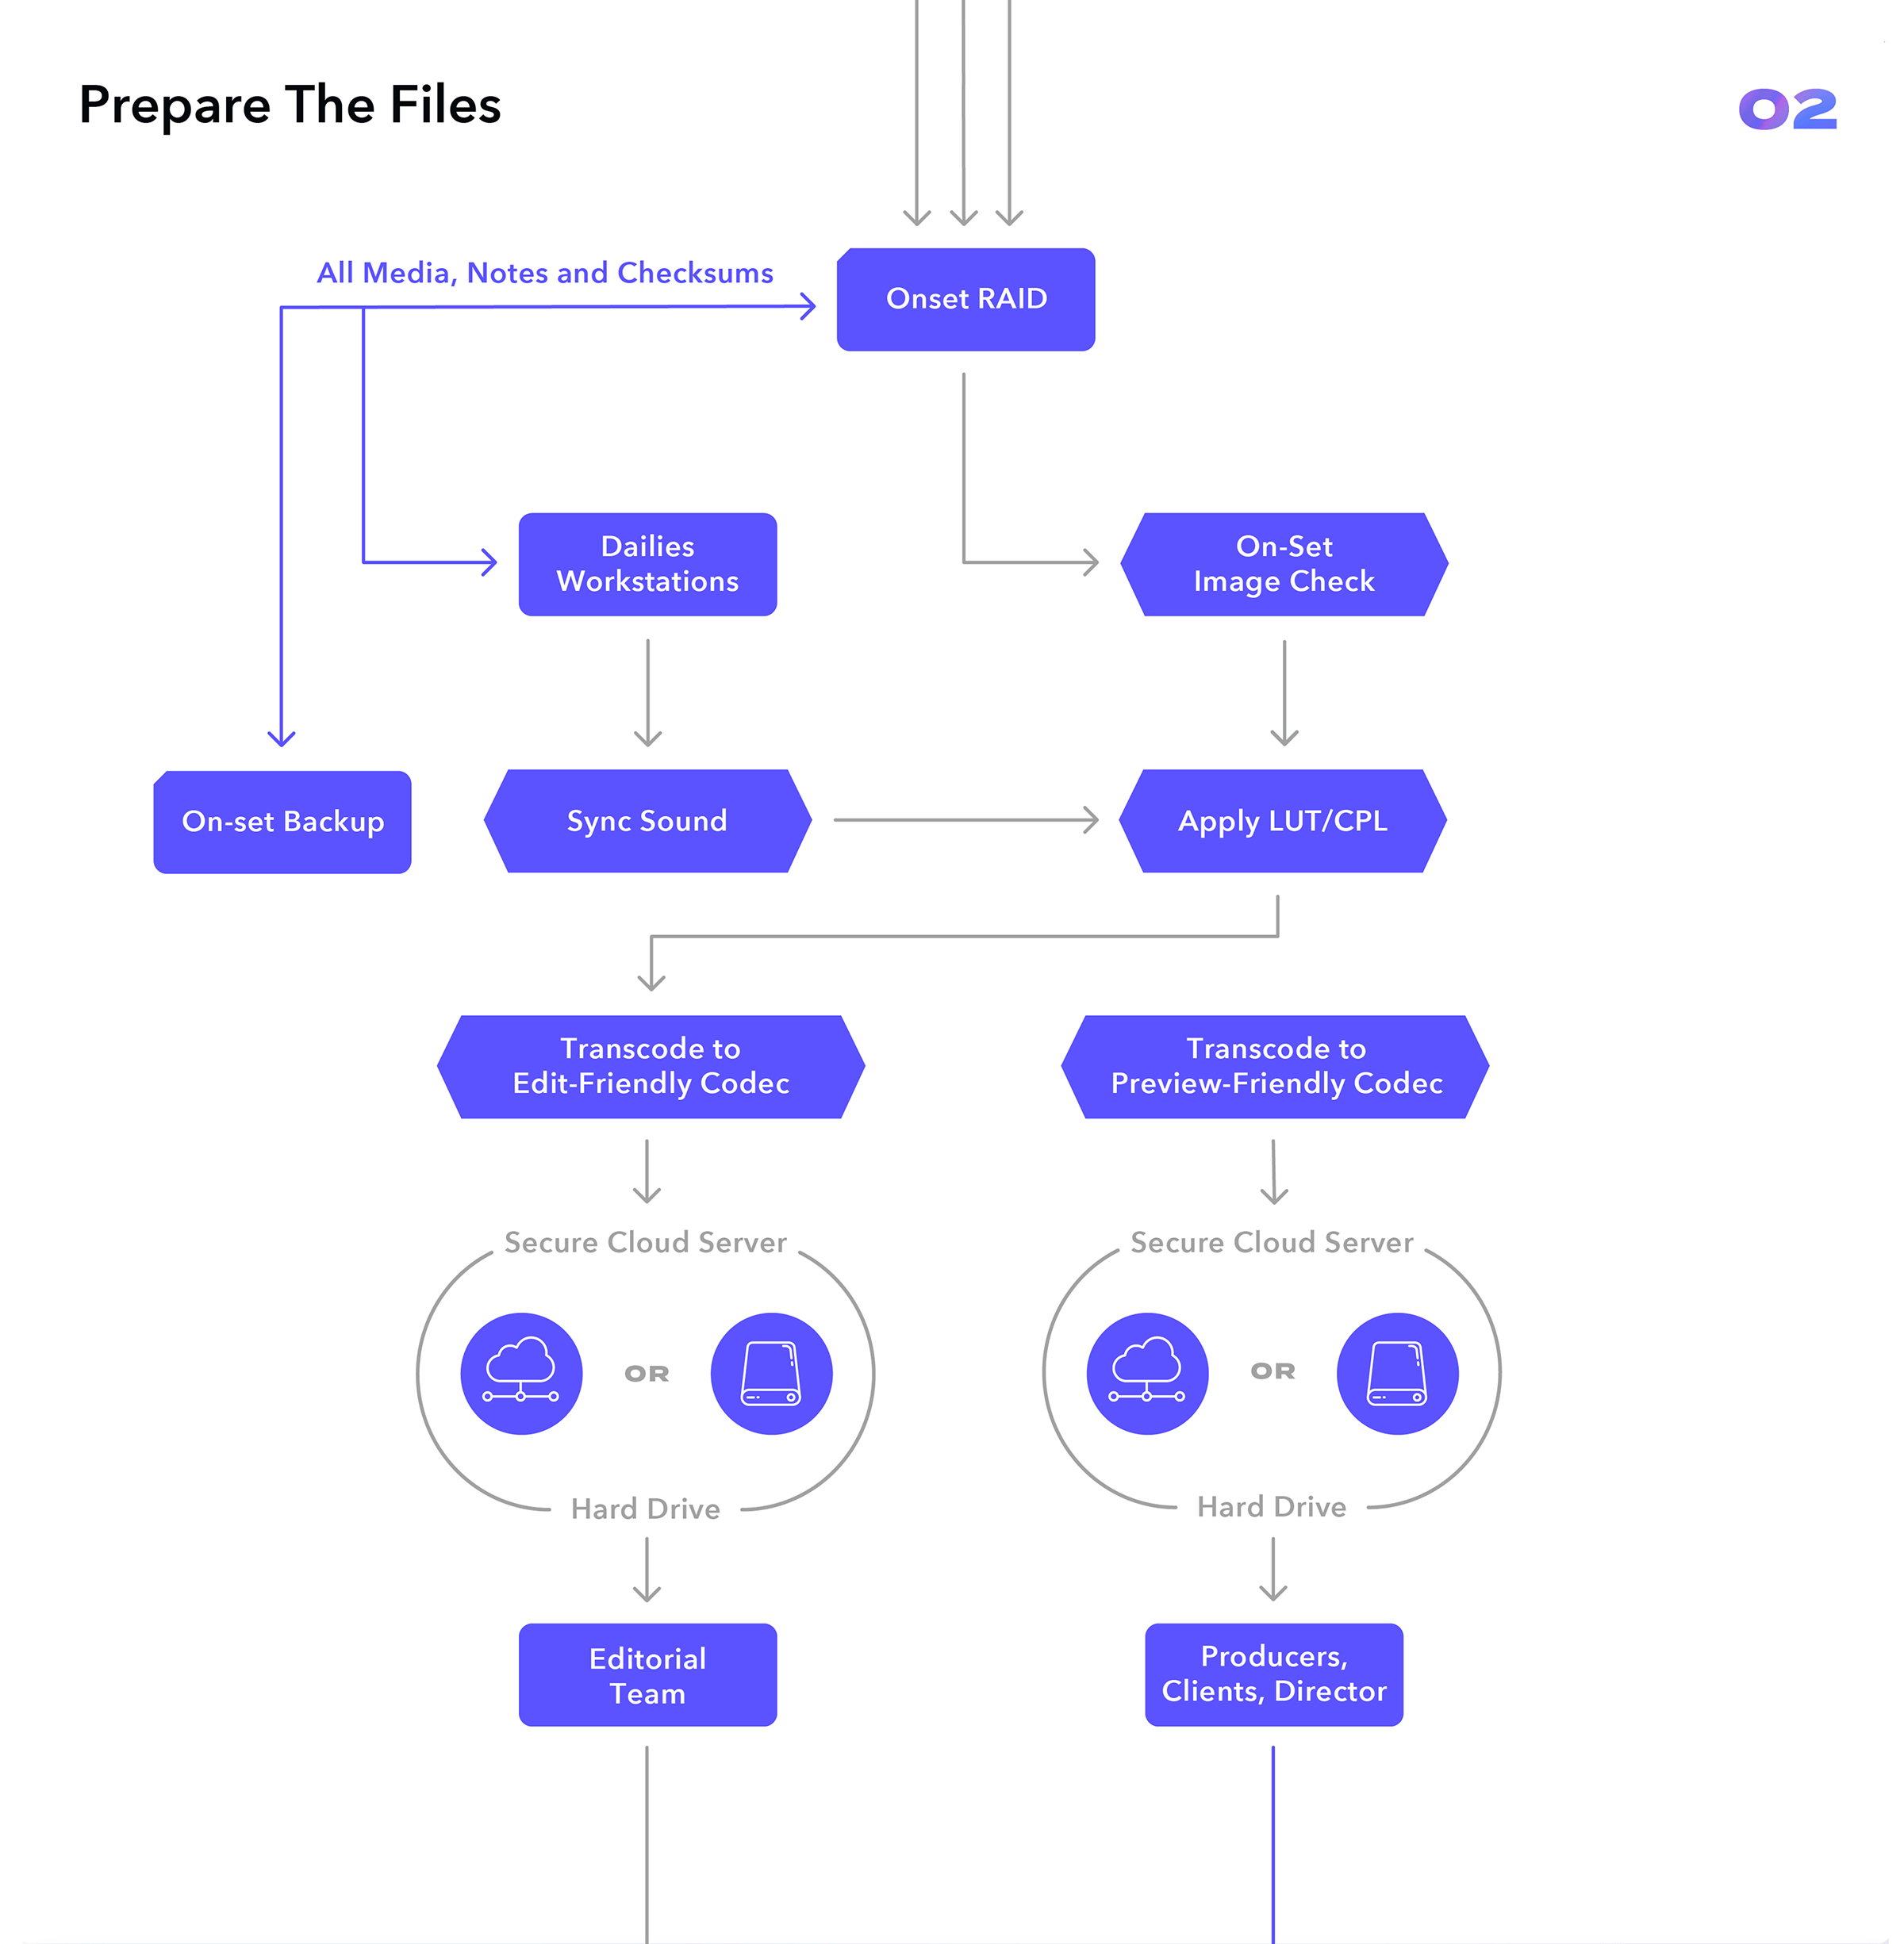 Prepare The Files
02
All Media, Notes and Checksums
Onset RAID
Dailies
Workstations
On-Set
Image Check
On-set Backup
Sync Sound
Apply LUT/CPL
Transcode to
Edit-Friendly Codec
Transcode to
Preview-Friendly Codec
Secure Cloud Server
OR
Hard Drive
Secure Cloud Server
OR
Hard Drive
Editorial
Team
Producers,
Clients, Director